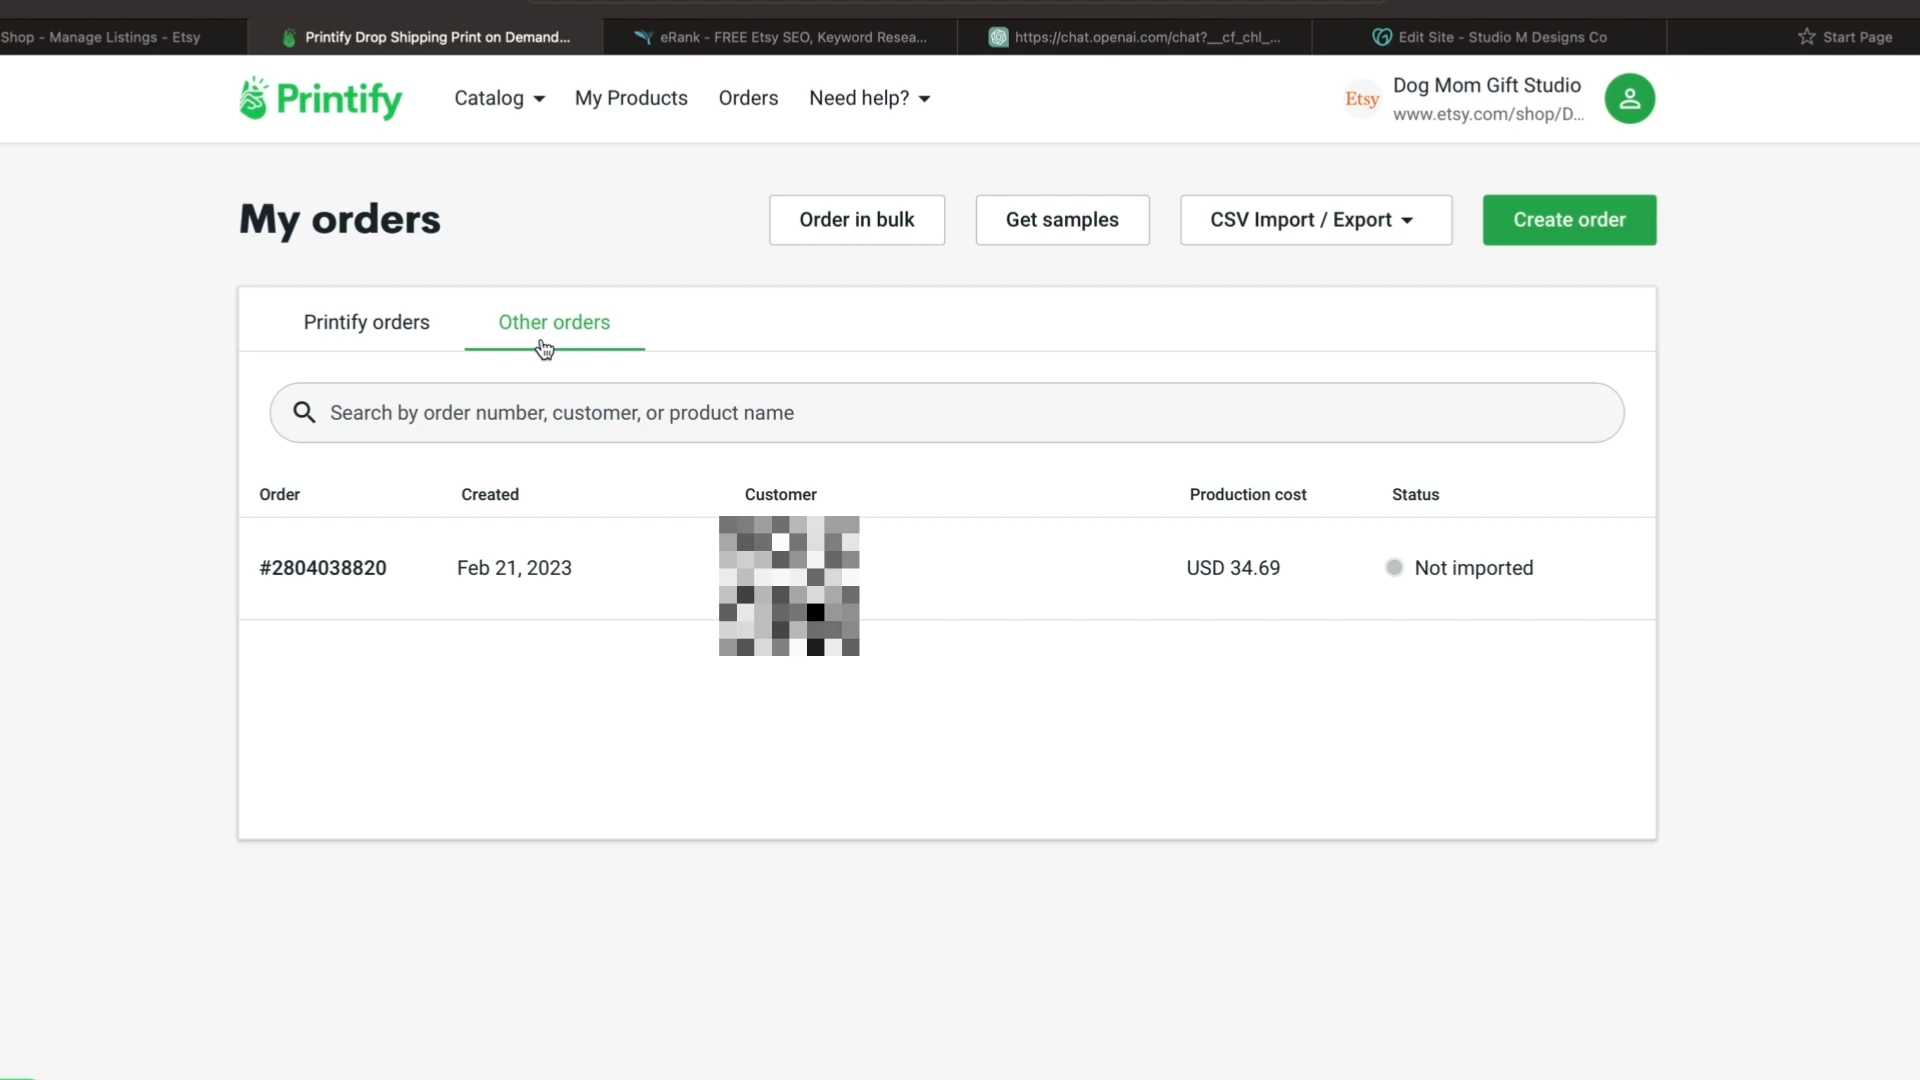 Shop - Manage Listings - Etsy
Printify Drop Shipping Print on Demand...
eRank - FREE Etsy SEO, Keyword Resea...
https://chat.openai.com/chat?__cf_chl_...
Edit Site - Studio M Designs Co
Start Page
Printify
Catalog
My Products
Orders
Need help?
Etsy
Dog Mom Gift Studio
www.etsy.com/shop/D...
My orders
Order in bulk
Get samples
CSV Import / Export
Create order
Printify orders
Other orders
Search by order number, customer, or product name
Order
Created
Customer
Production cost
Status
#2804038820
Feb 21, 2023
USD 34.69
Not imported